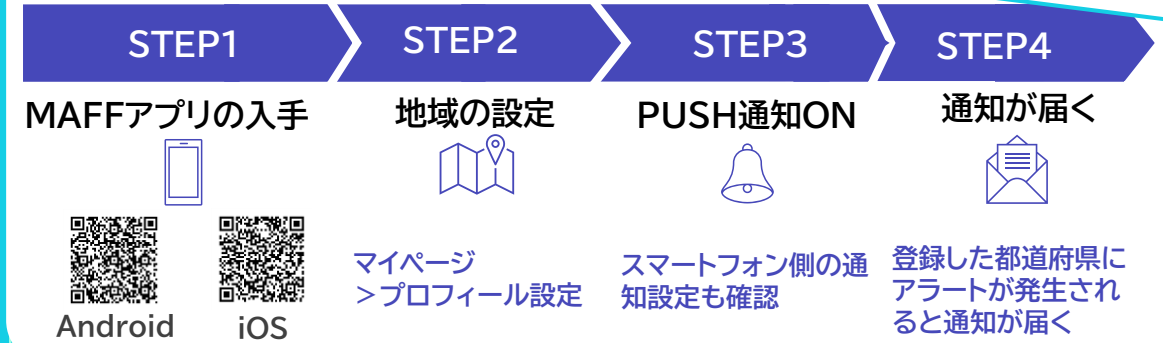 STEP1
STEP2
STEP3
STEP4
MAFFアプリの入手
地域の設定
PUSH通知ON
通知が届く
Android
iOS
マイページ
>プロフィール設定
スマートフォン側の通
知設定も確認
登録した都道府県に
アラートが発生され
ると通知が届く